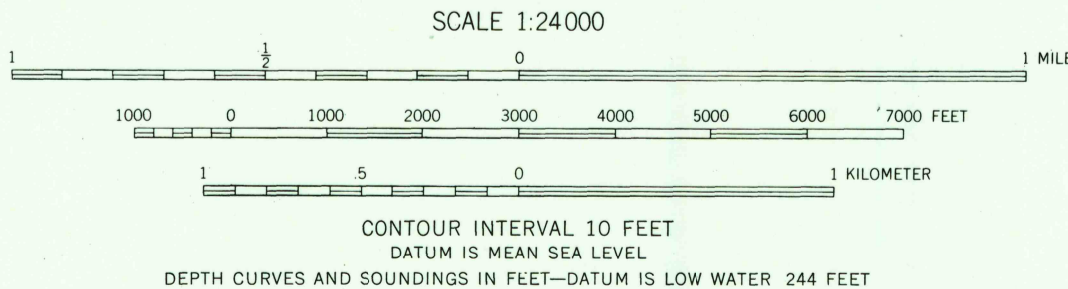 SCALE 1:24000
1 ½ 0 1 MILE
1000 0 1000 2000 3000 4000 5000 6000 7000 FEET
1 .5 0 1 KILOMETER
CONTOUR INTERVAL 10 FEET
DATUM IS MEAN SEA LEVEL
DEPTH CURVES AND SOUNDINGS IN FEET—DATUM IS LOW WATER 244 FEET